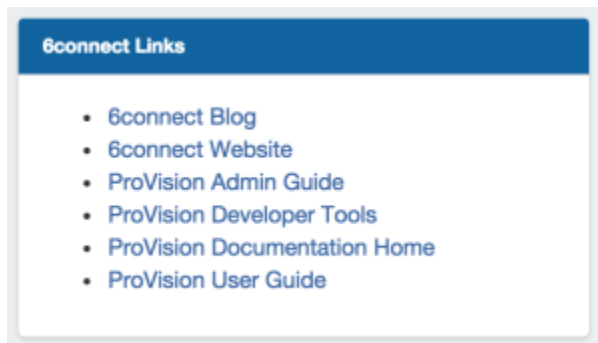 6connect Links
6connect Blog
6connect Website
ProVision Admin Guide
ProVision Developer Tools
ProVision Documentation Home
ProVision User Guide